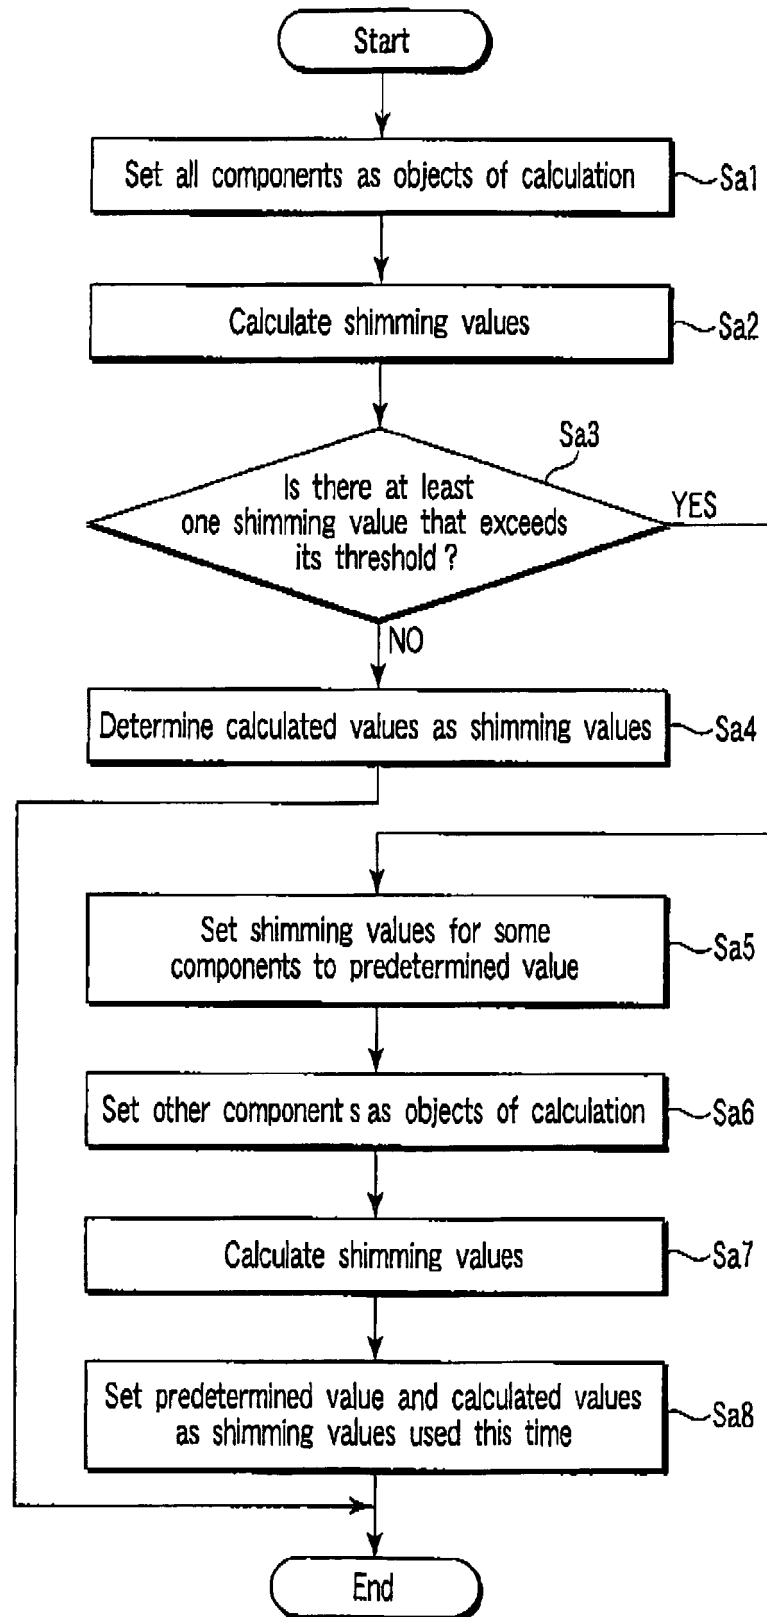 Start
Set all components as objects of calculation
Sa1
Calculate shimming values
Sa2
Sa3
Is there at least
one shimming value that exceeds
its threshold?
YES
NO
Determine calculated values as shimming values
Sa4
Set shimming values for some
components to predetermined value
Sa5
Set other components as objects of calculation
Sa6
Calculate shimming values
Sa7
Set predetermined value and calculated values
as shimming values used this time
Sa8
End